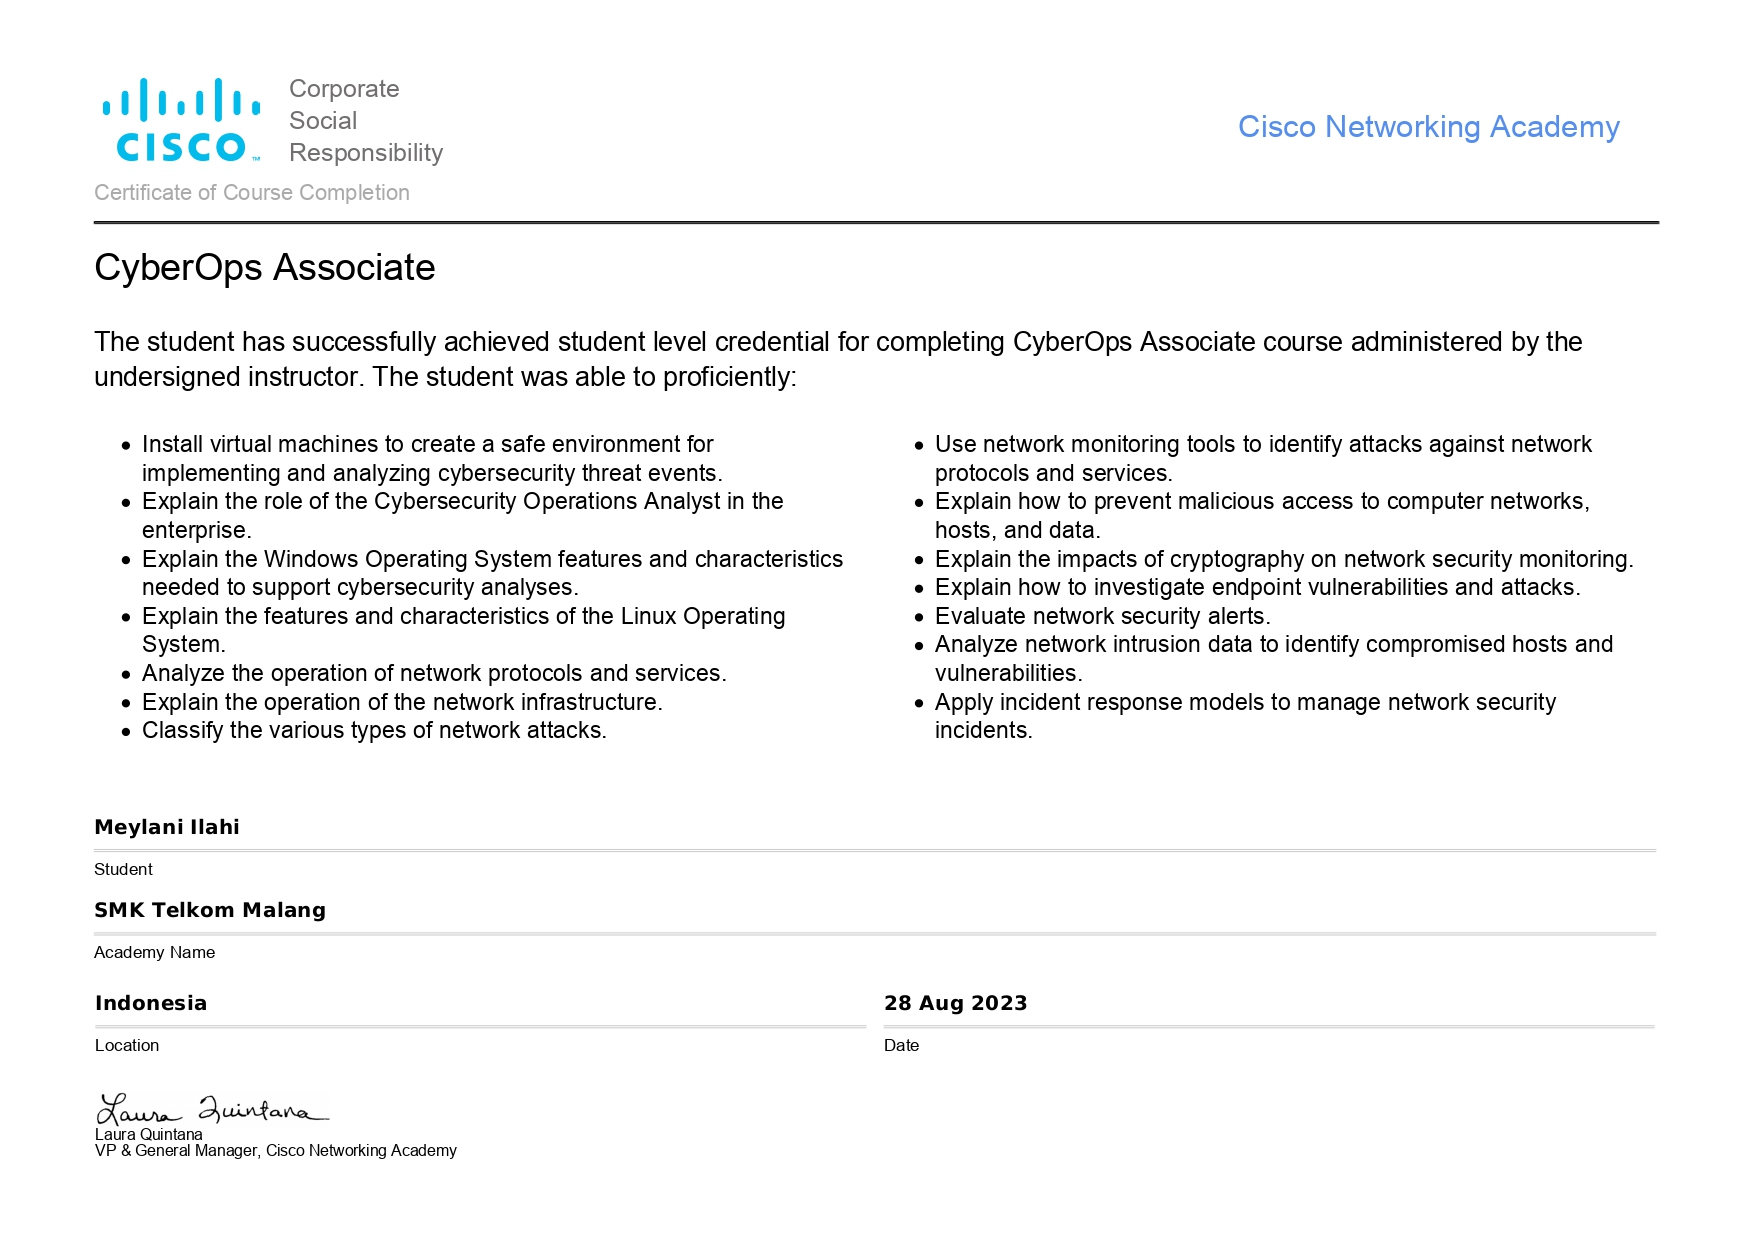 CISCO
Corporate
Social
Responsibility
Cisco Networking Academy
Certificate of Course Completion
CyberOps Associate
The student has successfully achieved student level credential for completing CyberOps Associate course administered by the
undersigned instructor. The student was able to proficiently:
• Install virtual machines to create a safe environment for
implementing and analyzing cybersecurity threat events.
• Explain the role of the Cybersecurity Operations Analyst in the
enterprise.
• Explain the Windows Operating System features and characteristics
needed to support cybersecurity analyses.
• Explain the features and characteristics of the Linux Operating
System.
• Analyze the operation of network protocols and services.
• Explain the operation of the network infrastructure.
• Classify the various types of network attacks.
• Use network monitoring tools to identify attacks against network
protocols and services.
• Explain how to prevent malicious access to computer networks,
hosts, and data.
• Explain the impacts of cryptography on network security monitoring.
• Explain how to investigate endpoint vulnerabilities and attacks.
• Evaluate network security alerts.
• Analyze network intrusion data to identify compromised hosts and
vulnerabilities.
• Apply incident response models to manage network security
incidents.
Meylani Ilahi
Student
SMK Telkom Malang
Academy Name
Indonesia
Location
28 Aug 2023
Date
Laura Quintana
Laura Quintana
VP & General Manager, Cisco Networking Academy